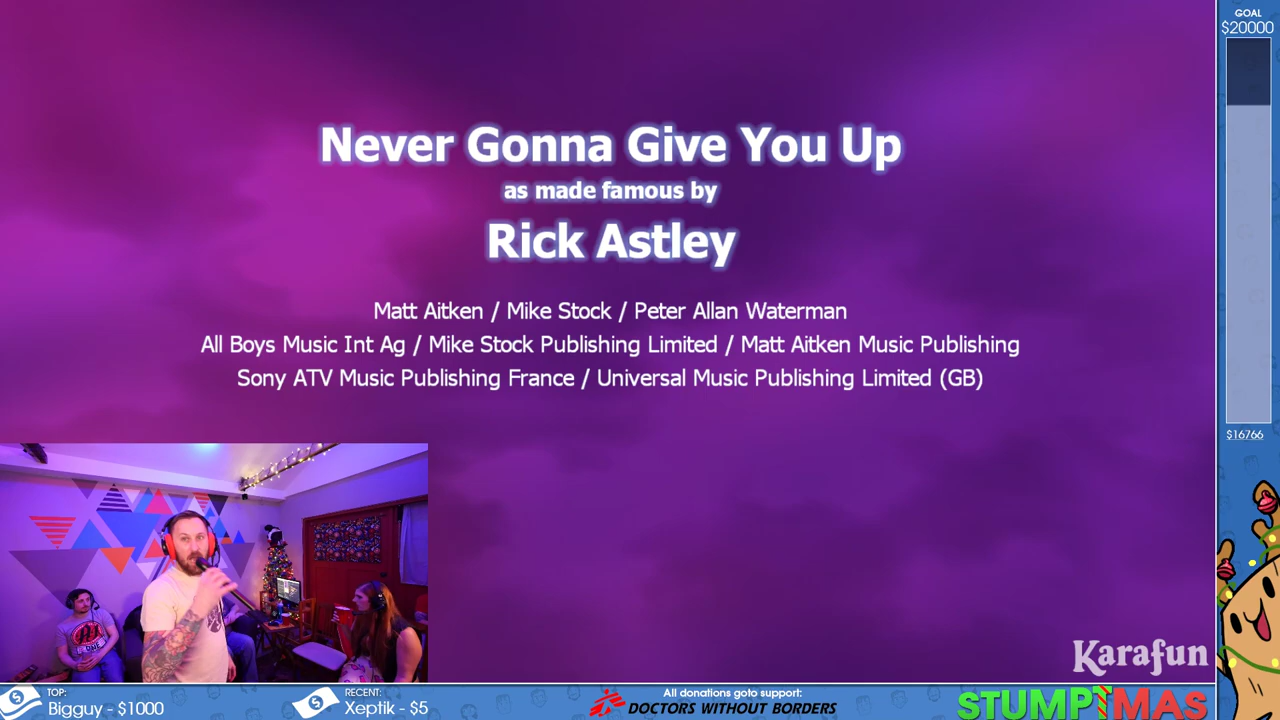 Never Gonna Give You Up
as made famous by
Rick Astley
Matt Aitken / Mike Stock / Peter Allan Waterman
All Boys Music Int Ag / Mike Stock Publishing Limited / Matt Aitken Music Publishing
Sony ATV Music Publishing France / Universal Music Publishing Limited (GB)
Karafun
GOAL
$20000
$16766
TOP:
Bigguy - $1000
RECENT:
Xeptik - $5
All donations goto support:
DOCTORS WITHOUT BORDERS
STUMPTMAS